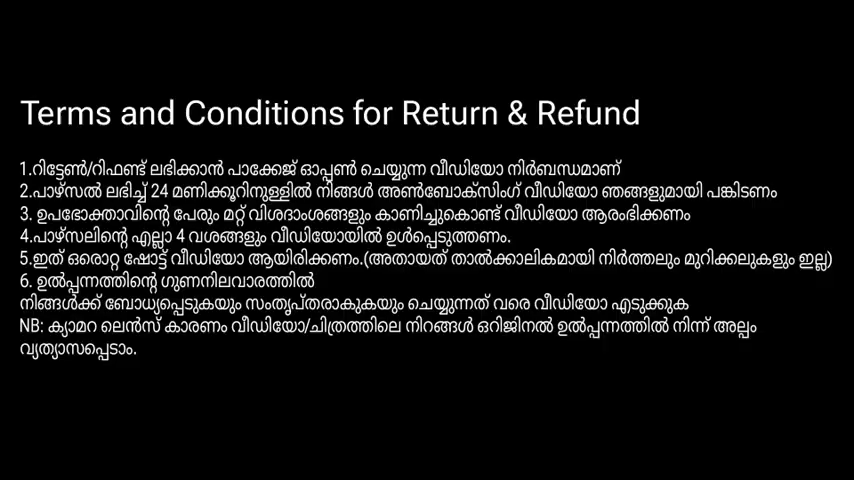 Terms and Conditions for Return & Refund
1.റിട്ടേൺ/റിഫണ്ട് ലഭിക്കാൻ പാക്കേജ് ഓപ്പൺ ചെയ്യുന്ന വീഡിയോ നിർബന്ധമാണ്
2.പാഴ്സൽ ലഭിച്ച് 24 മണിക്കൂറിനുള്ളിൽ നിങ്ങൾ അൺബോക്സിംഗ് വീഡിയോ ഞങ്ങളുമായി പങ്കിടണം
3. ഉപഭോക്താവിന്റെ പേരും മറ്റ് വിശദാംശങ്ങളും കാണിച്ചുകൊണ്ട് വീഡിയോ ആരംഭിക്കണം
4.പാഴ്സലിന്റെ എല്ലാ 4 വശങ്ങളും വീഡിയോയിൽ ഉൾപ്പെടുത്തണം.
5.ഇത് ഒരൊറ്റ ഷോട്ട് വീഡിയോ ആയിരിക്കണം.(അതായത് താൽക്കാലികമായി നിർത്തലും മുറിക്കലുകളും ഇല്ല)
6. ഉൽപ്പന്നത്തിന്റെ ഗുണനിലവാരത്തിൽ
നിങ്ങൾക്ക് ബോധ്യപ്പെടുകയും സംതൃപ്തരാകുകയും ചെയ്യുന്നത് വരെ വീഡിയോ എടുക്കുക
NB: ക്യാമറ ലെൻസ് കാരണം വീഡിയോ/ചിത്രത്തിലെ നിറങ്ങൾ ഒറിജിനൽ ഉൽപ്പന്നത്തിൽ നിന്ന് അല്പം
വ്യത്യാസപ്പെടാം.